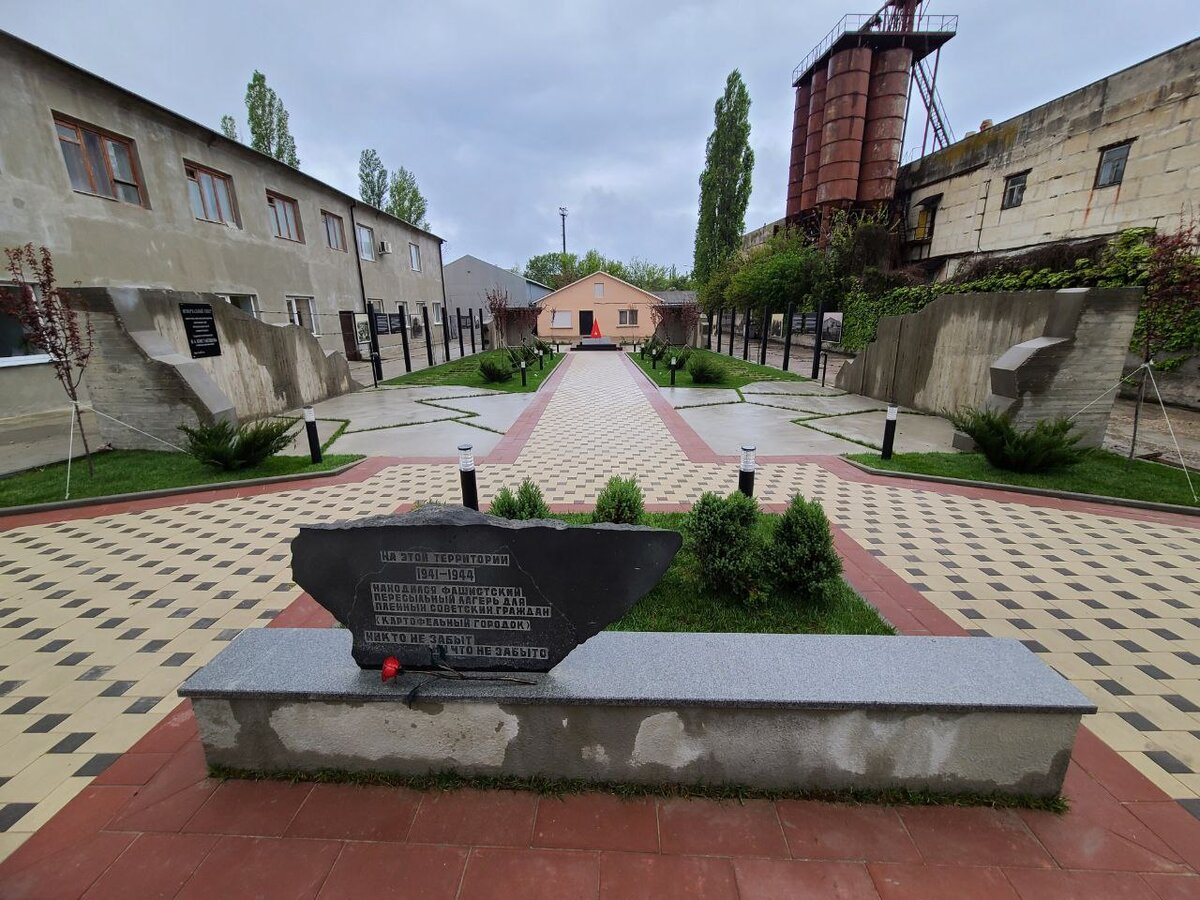 НА ЭТОЙ ТЕРРИТОРИИ
1941–1944
НАХОДИЛСЯ ФАШИСТСКИЙ
ПЕРЕСЫЛЬНЫЙ ЛАГЕРЬ ДЛЯ
ПЛЕННЫХ СОВЕТСКИХ ГРАЖДАН
(КАРТОФЕЛЬНЫЙ ГОРОДОК)
НИКТО НЕ ЗАБЫТ
НИЧТО НЕ ЗАБЫТО